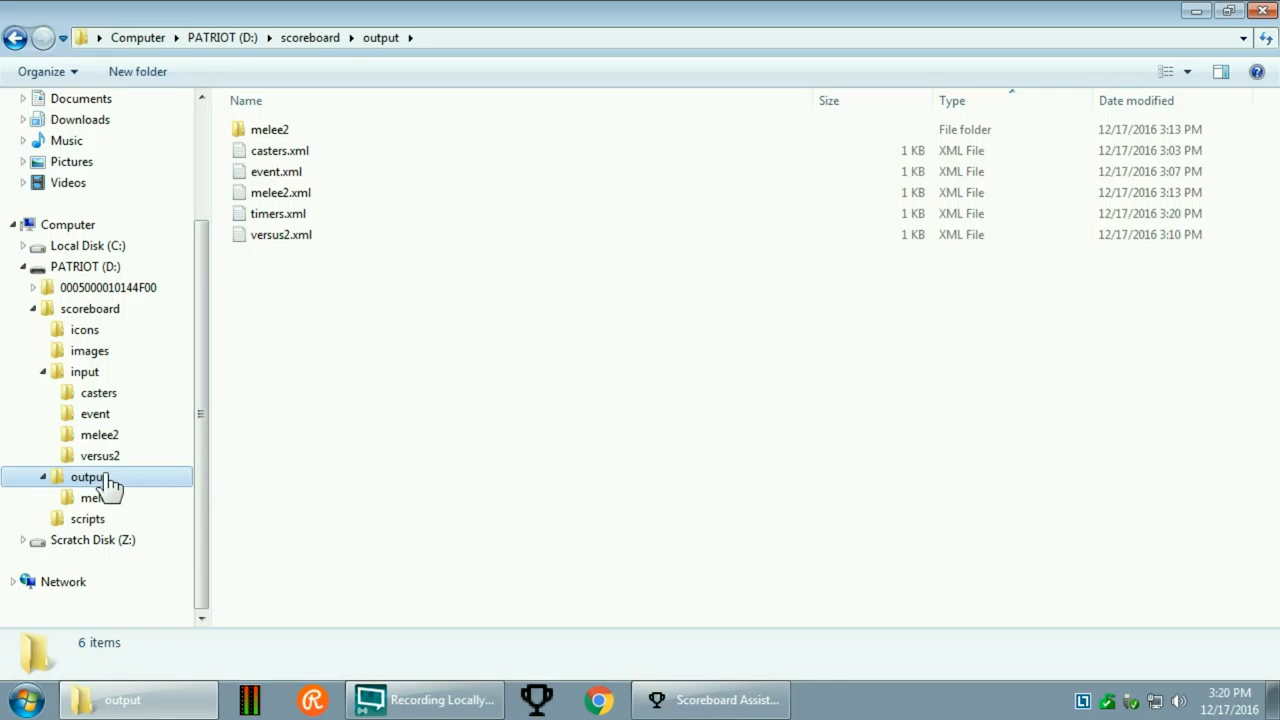 Computer PATRIOT (D:) scoreboard output
Organize New folder
Documents
Downloads
Music
Pictures
Videos
Computer
Local Disk (C:)
PATRIOT (D:)
0005000010144F00
scoreboard
icons
images
input
casters
event
melee2
versus2
output
scripts
Scratch Disk (Z:)
Network
Name Size Type Date modified
melee2 File folder 12/17/2016 3:13 PM
casters.xml 1 KB XML File 12/17/2016 3:03 PM
event.xml 1 KB XML File 12/17/2016 3:07 PM
melee2.xml 1 KB XML File 12/17/2016 3:13 PM
timers.xml 1 KB XML File 12/17/2016 3:20 PM
versus2.xml 1 KB XML File 12/17/2016 3:10 PM
6 items
output Recording Locally... Scoreboard Assist... 3:20 PM
12/17/2016